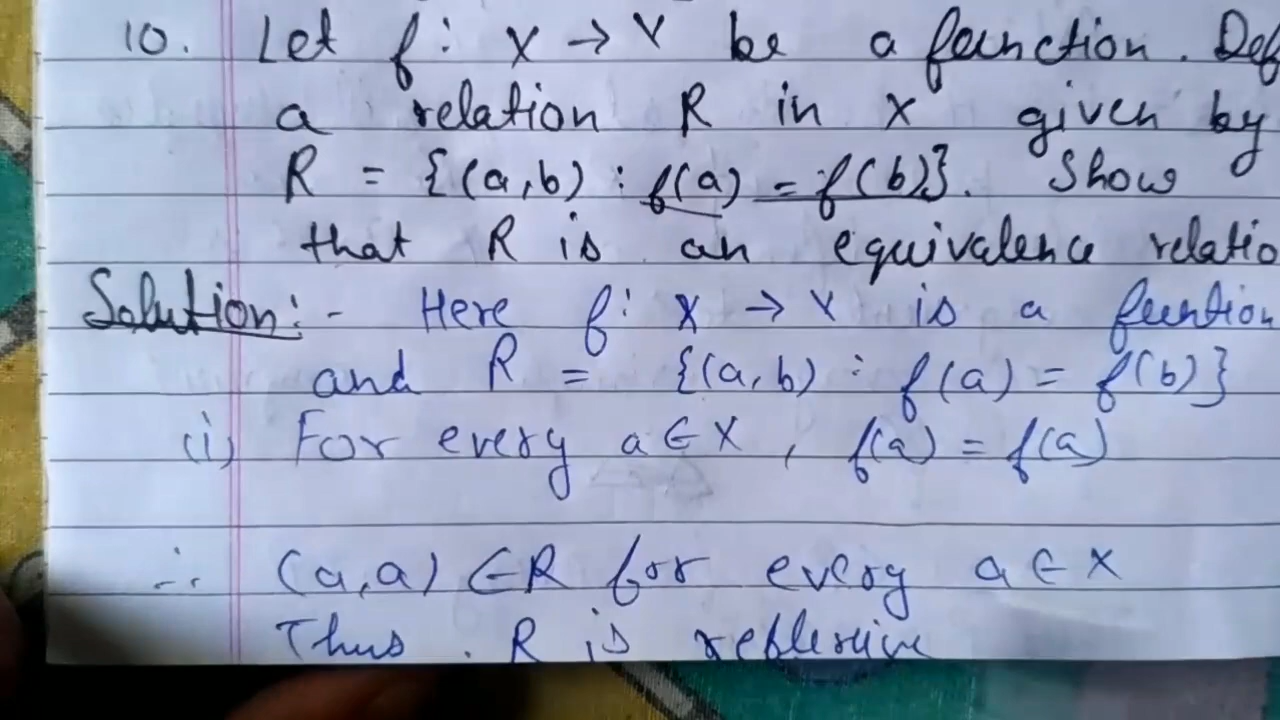 10. Let f: X → Y be a function. Def
a relation R in X given by
R = {(a,b) : f(a) = f(b)}. Show
that R is an equivalence relatio
Solution:- Here f: X → Y is a function
and R = {(a,b) : f(a) = f(b)}
(i) For every a ∈ X, f(a) = f(a)
∴ (a,a) ∈ R for every a ∈ X
Thus. R is reflexive